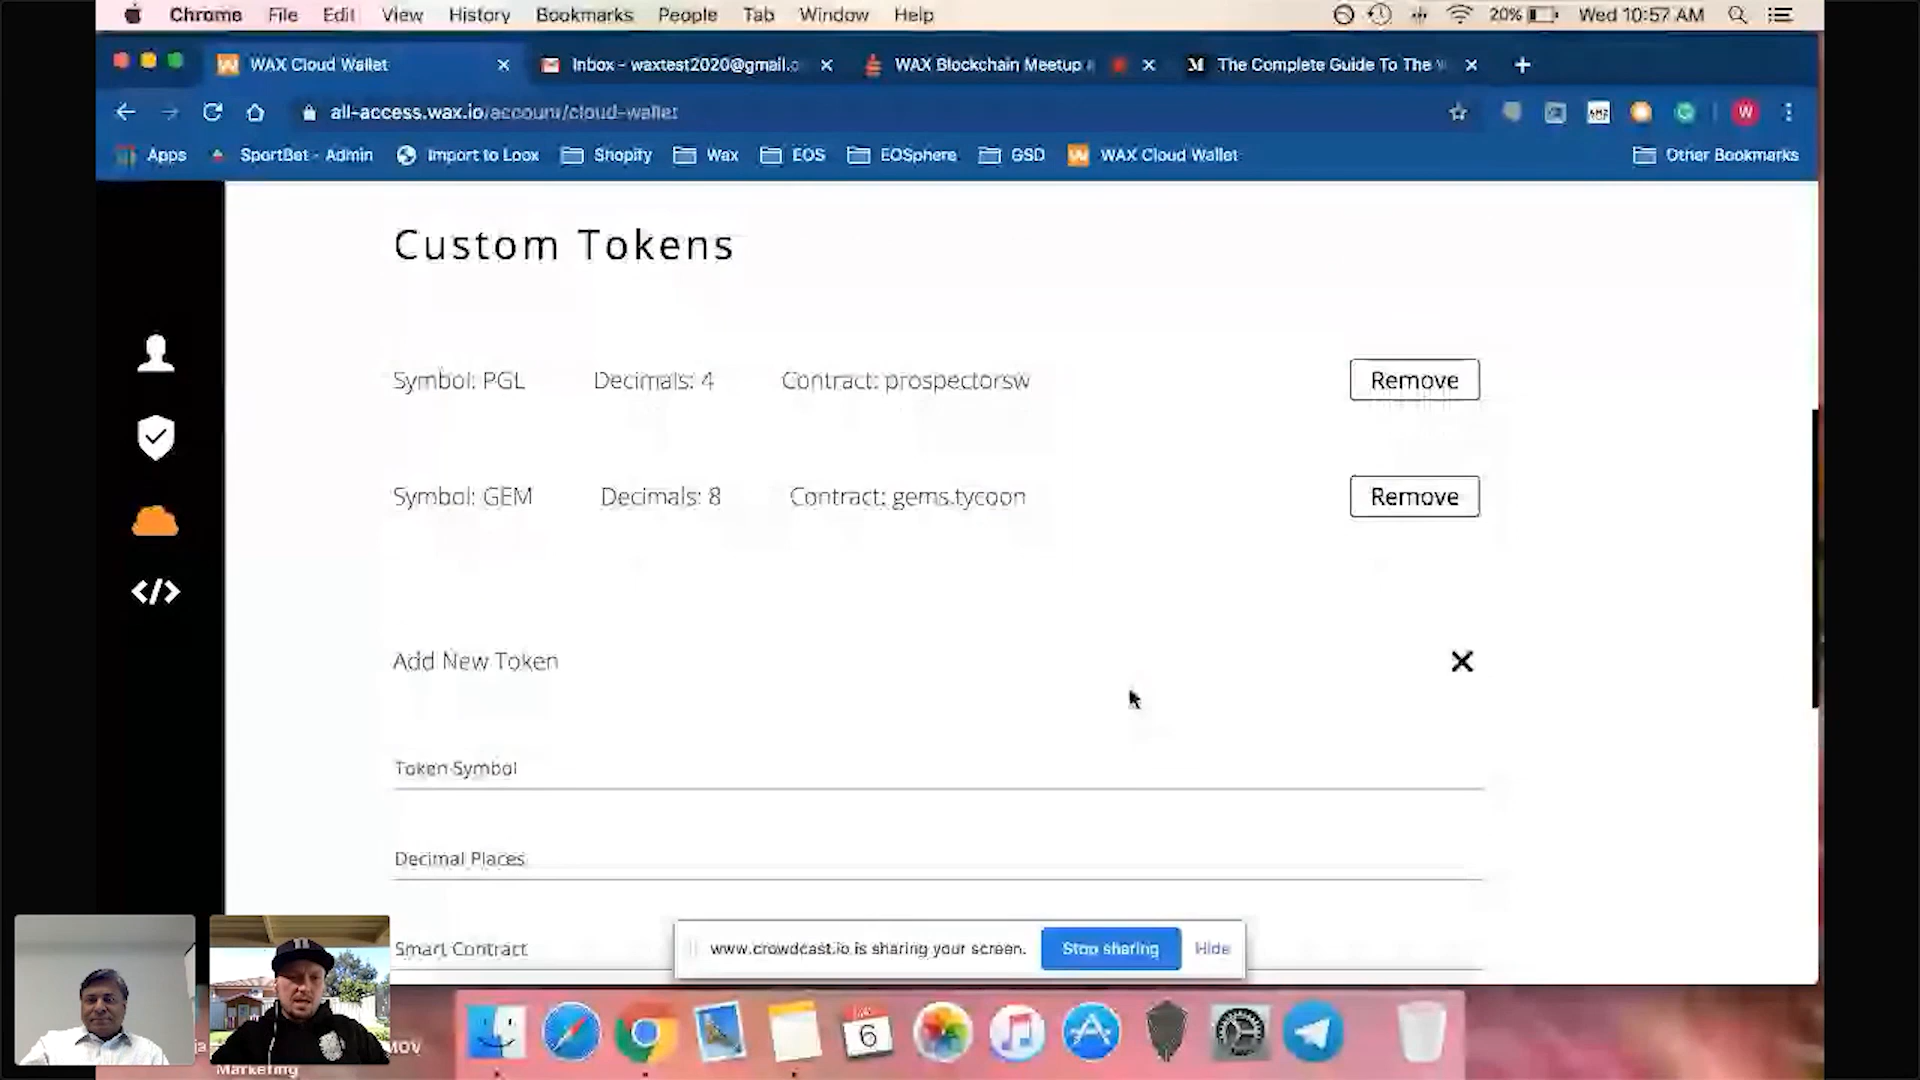 Chrome File Edit View History Bookmarks People Tab Window Help 20% Wed 10:57 AM
WAX Cloud Wallet Inbox - waxtest2020@gmail.c WAX Blockchain Meetup The Complete Guide To The
all-access.wax.io/account/cloud-wallet W
Apps SportBet - Admin Import to Loox Shopify Wax EOS EOSphere GSD WAX Cloud Wallet Other Bookmarks
Custom Tokens
Symbol: PGL Decimals: 4 Contract: prospectorsw Remove
Symbol: GEM Decimals: 8 Contract: gems.tycoon Remove
Add New Token
Token Symbol
Decimal Places
Smart Contract
www.crowdcast.io is sharing your screen. Stop sharing Hide
6
MOV
Marketing